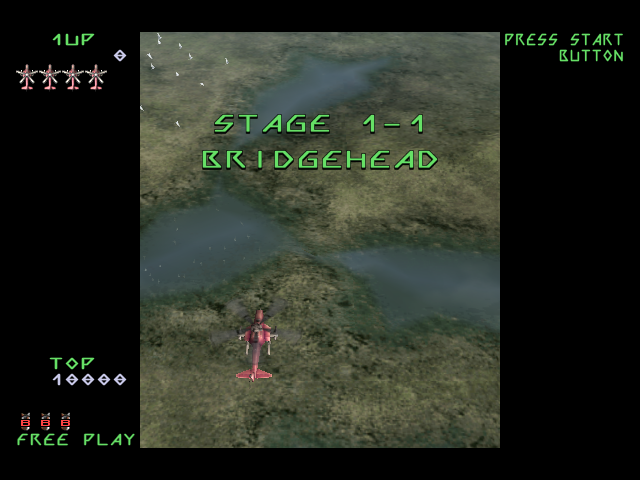 1UP
0
PRESS START
BUTTON
STAGE 1-1
BRIDGEHEAD
TOP
10000
FREE PLAY